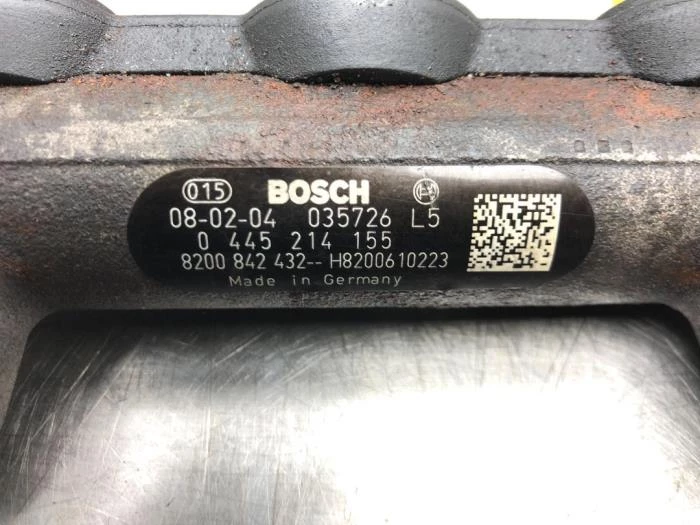 015 BOSCH
08-02-04 035726 L5
0 445 214 155
8200 842 432-- H8200610223
Made in Germany